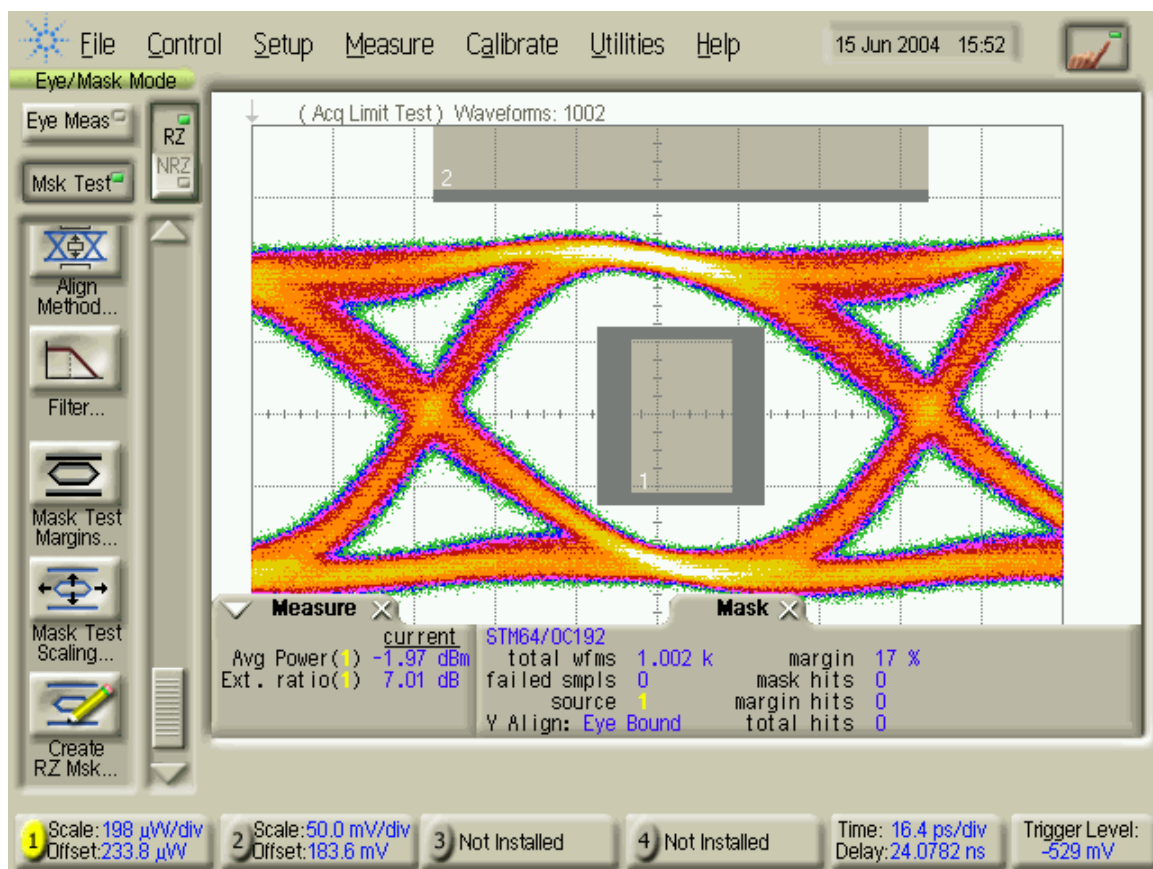 File Control Setup Measure Calibrate Utilities Help 15 Jun 2004 15:52
Eye/Mask Mode
Eye Meas
RZ
NRZ
Msk Test
Align
Method...
Filter...
Mask Test
Margins...
Mask Test
Scaling...
Create
RZ Msk...
( Acq Limit Test ) Waveforms: 1002
2
1
Measure
current
Avg Power(1) -1.97 dBm
Ext. ratio(1) 7.01 dB
Mask
STM64/OC192
total wfms 1.002 k margin 17 %
failed smpls 0 mask hits 0
source 1 margin hits 0
Y Align: Eye Bound total hits 0
1 Scale: 198 µW/div
Offset: 233.8 µW
2 Scale: 50.0 mV/div
Offset: 183.6 mV
3 Not Installed
4 Not Installed
Time: 16.4 ps/div
Delay: 24.0782 ns
Trigger Level:
-529 mV